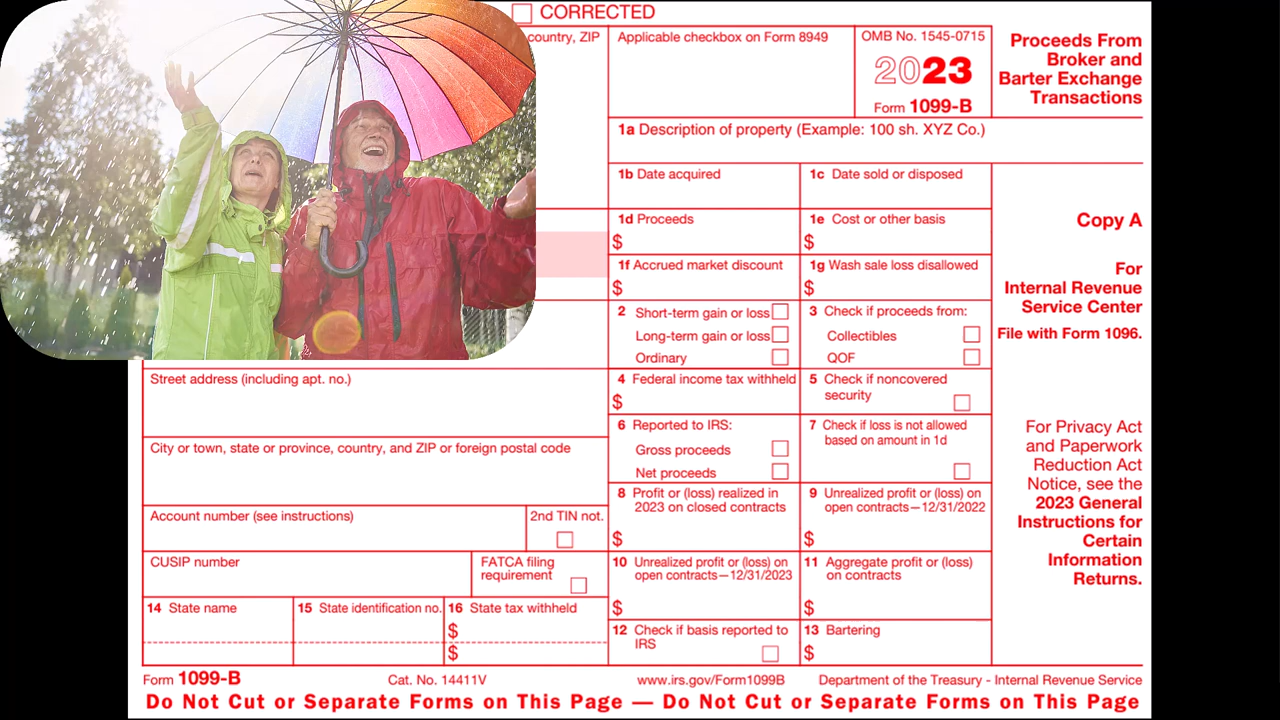 CORRECTED
country, ZIP
Applicable checkbox on Form 8949
OMB No. 1545-0715
2023
Form 1099-B
Proceeds From
Broker and
Barter Exchange
Transactions
1a Description of property (Example: 100 sh. XYZ Co.)
1b Date acquired
1c Date sold or disposed
1d Proceeds
$
1e Cost or other basis
$
1f Accrued market discount
$
1g Wash sale loss disallowed
$
Copy A
For
Internal Revenue
Service Center
File with Form 1096.
2 Short-term gain or loss
Long-term gain or loss
Ordinary
3 Check if proceeds from:
Collectibles
QOF
Street address (including apt. no.)
4 Federal income tax withheld
$
5 Check if noncovered
security
City or town, state or province, country, and ZIP or foreign postal code
6 Reported to IRS:
Gross proceeds
Net proceeds
7 Check if loss is not allowed
based on amount in 1d
For Privacy Act
and Paperwork
Reduction Act
Notice, see the
2023 General
Instructions for
Certain
Information
Returns.
8 Profit or (loss) realized in
2023 on closed contracts
$
9 Unrealized profit or (loss) on
open contracts—12/31/2022
$
Account number (see instructions)
2nd TIN not.
CUSIP number
FATCA filing
requirement
10 Unrealized profit or (loss) on
open contracts—12/31/2023
$
11 Aggregate profit or (loss)
on contracts
$
14 State name
15 State identification no.
16 State tax withheld
$
$
12 Check if basis reported to
IRS
13 Bartering
$
Form 1099-B
Cat. No. 14411V
www.irs.gov/Form1099B
Department of the Treasury - Internal Revenue Service
Do Not Cut or Separate Forms on This Page — Do Not Cut or Separate Forms on This Page